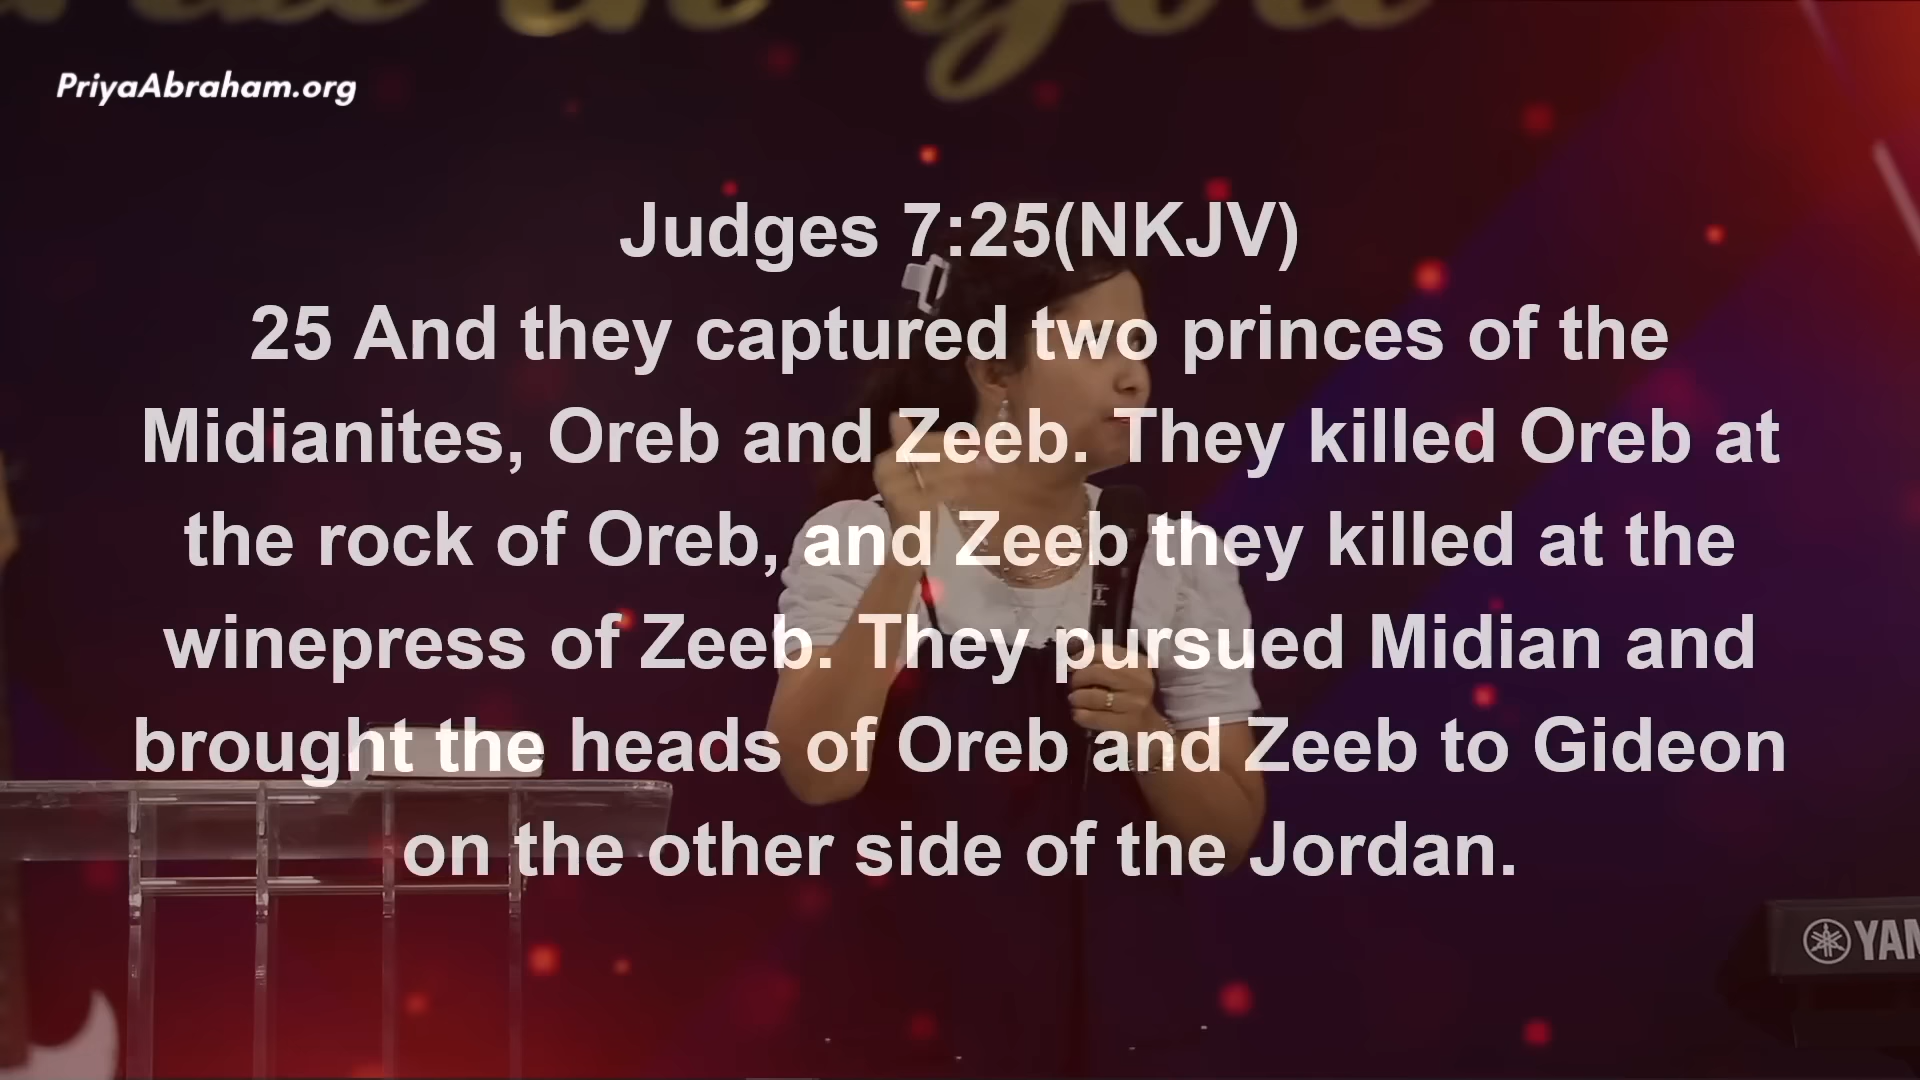 PriyaAbraham.org
Judges 7:25(NKJV)
25 And they captured two princes of the
Midianites, Oreb and Zeeb. They killed Oreb at
the rock of Oreb, and Zeeb they killed at the
winepress of Zeeb. They pursued Midian and
brought the heads of Oreb and Zeeb to Gideon
on the other side of the Jordan.